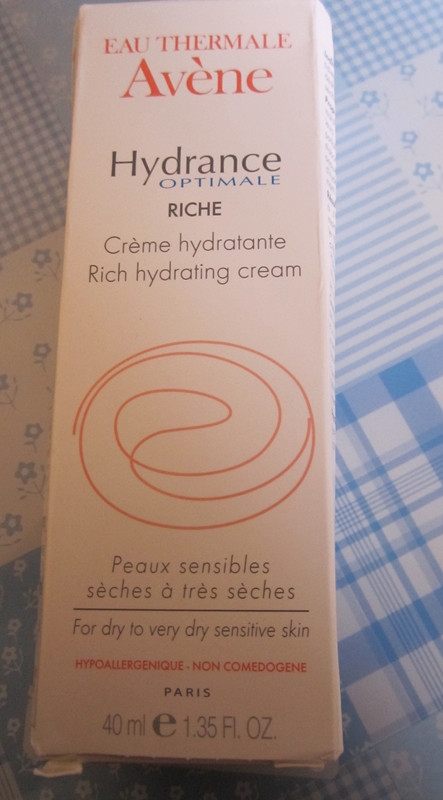 EAU THERMALE
Avène
Hydrance
OPTIMALE
RICHE
Crème hydratante
Rich hydrating cream
Peaux sensibles
sèches à très sèches
For dry to very dry sensitive skin
HYPOALLERGENIQUE - NON COMEDOGENE
PARIS
40 ml e 1.35 Fl. OZ.